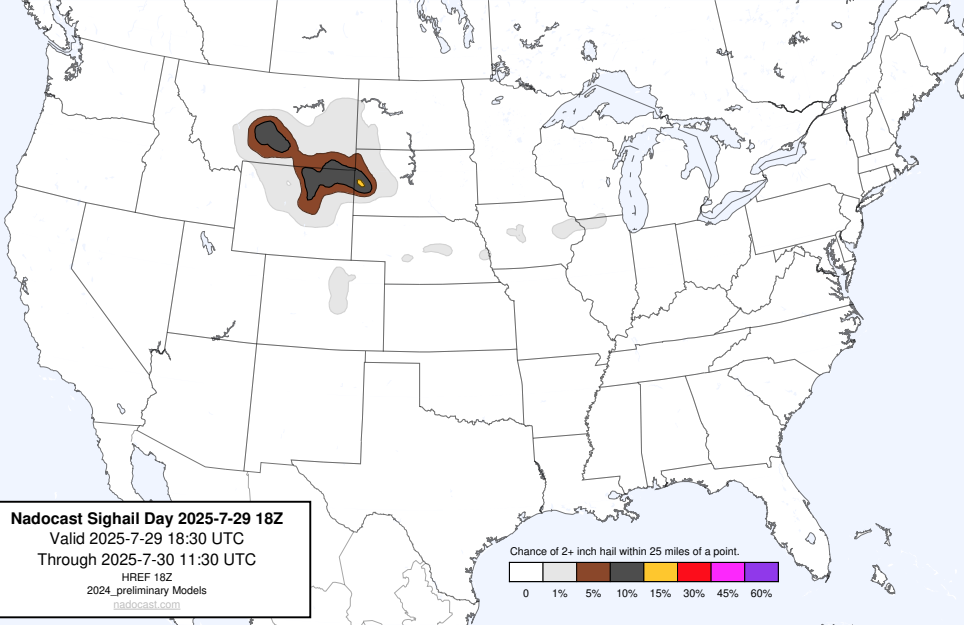 Nadocast Sighail Day 2025-7-29 18Z
Valid 2025-7-29 18:30 UTC
Through 2025-7-30 11:30 UTC
HREF 18Z
2024_preliminary Models
nadocast.com
Chance of 2+ inch hail within 25 miles of a point.
0 1% 5% 10% 15% 30% 45% 60%